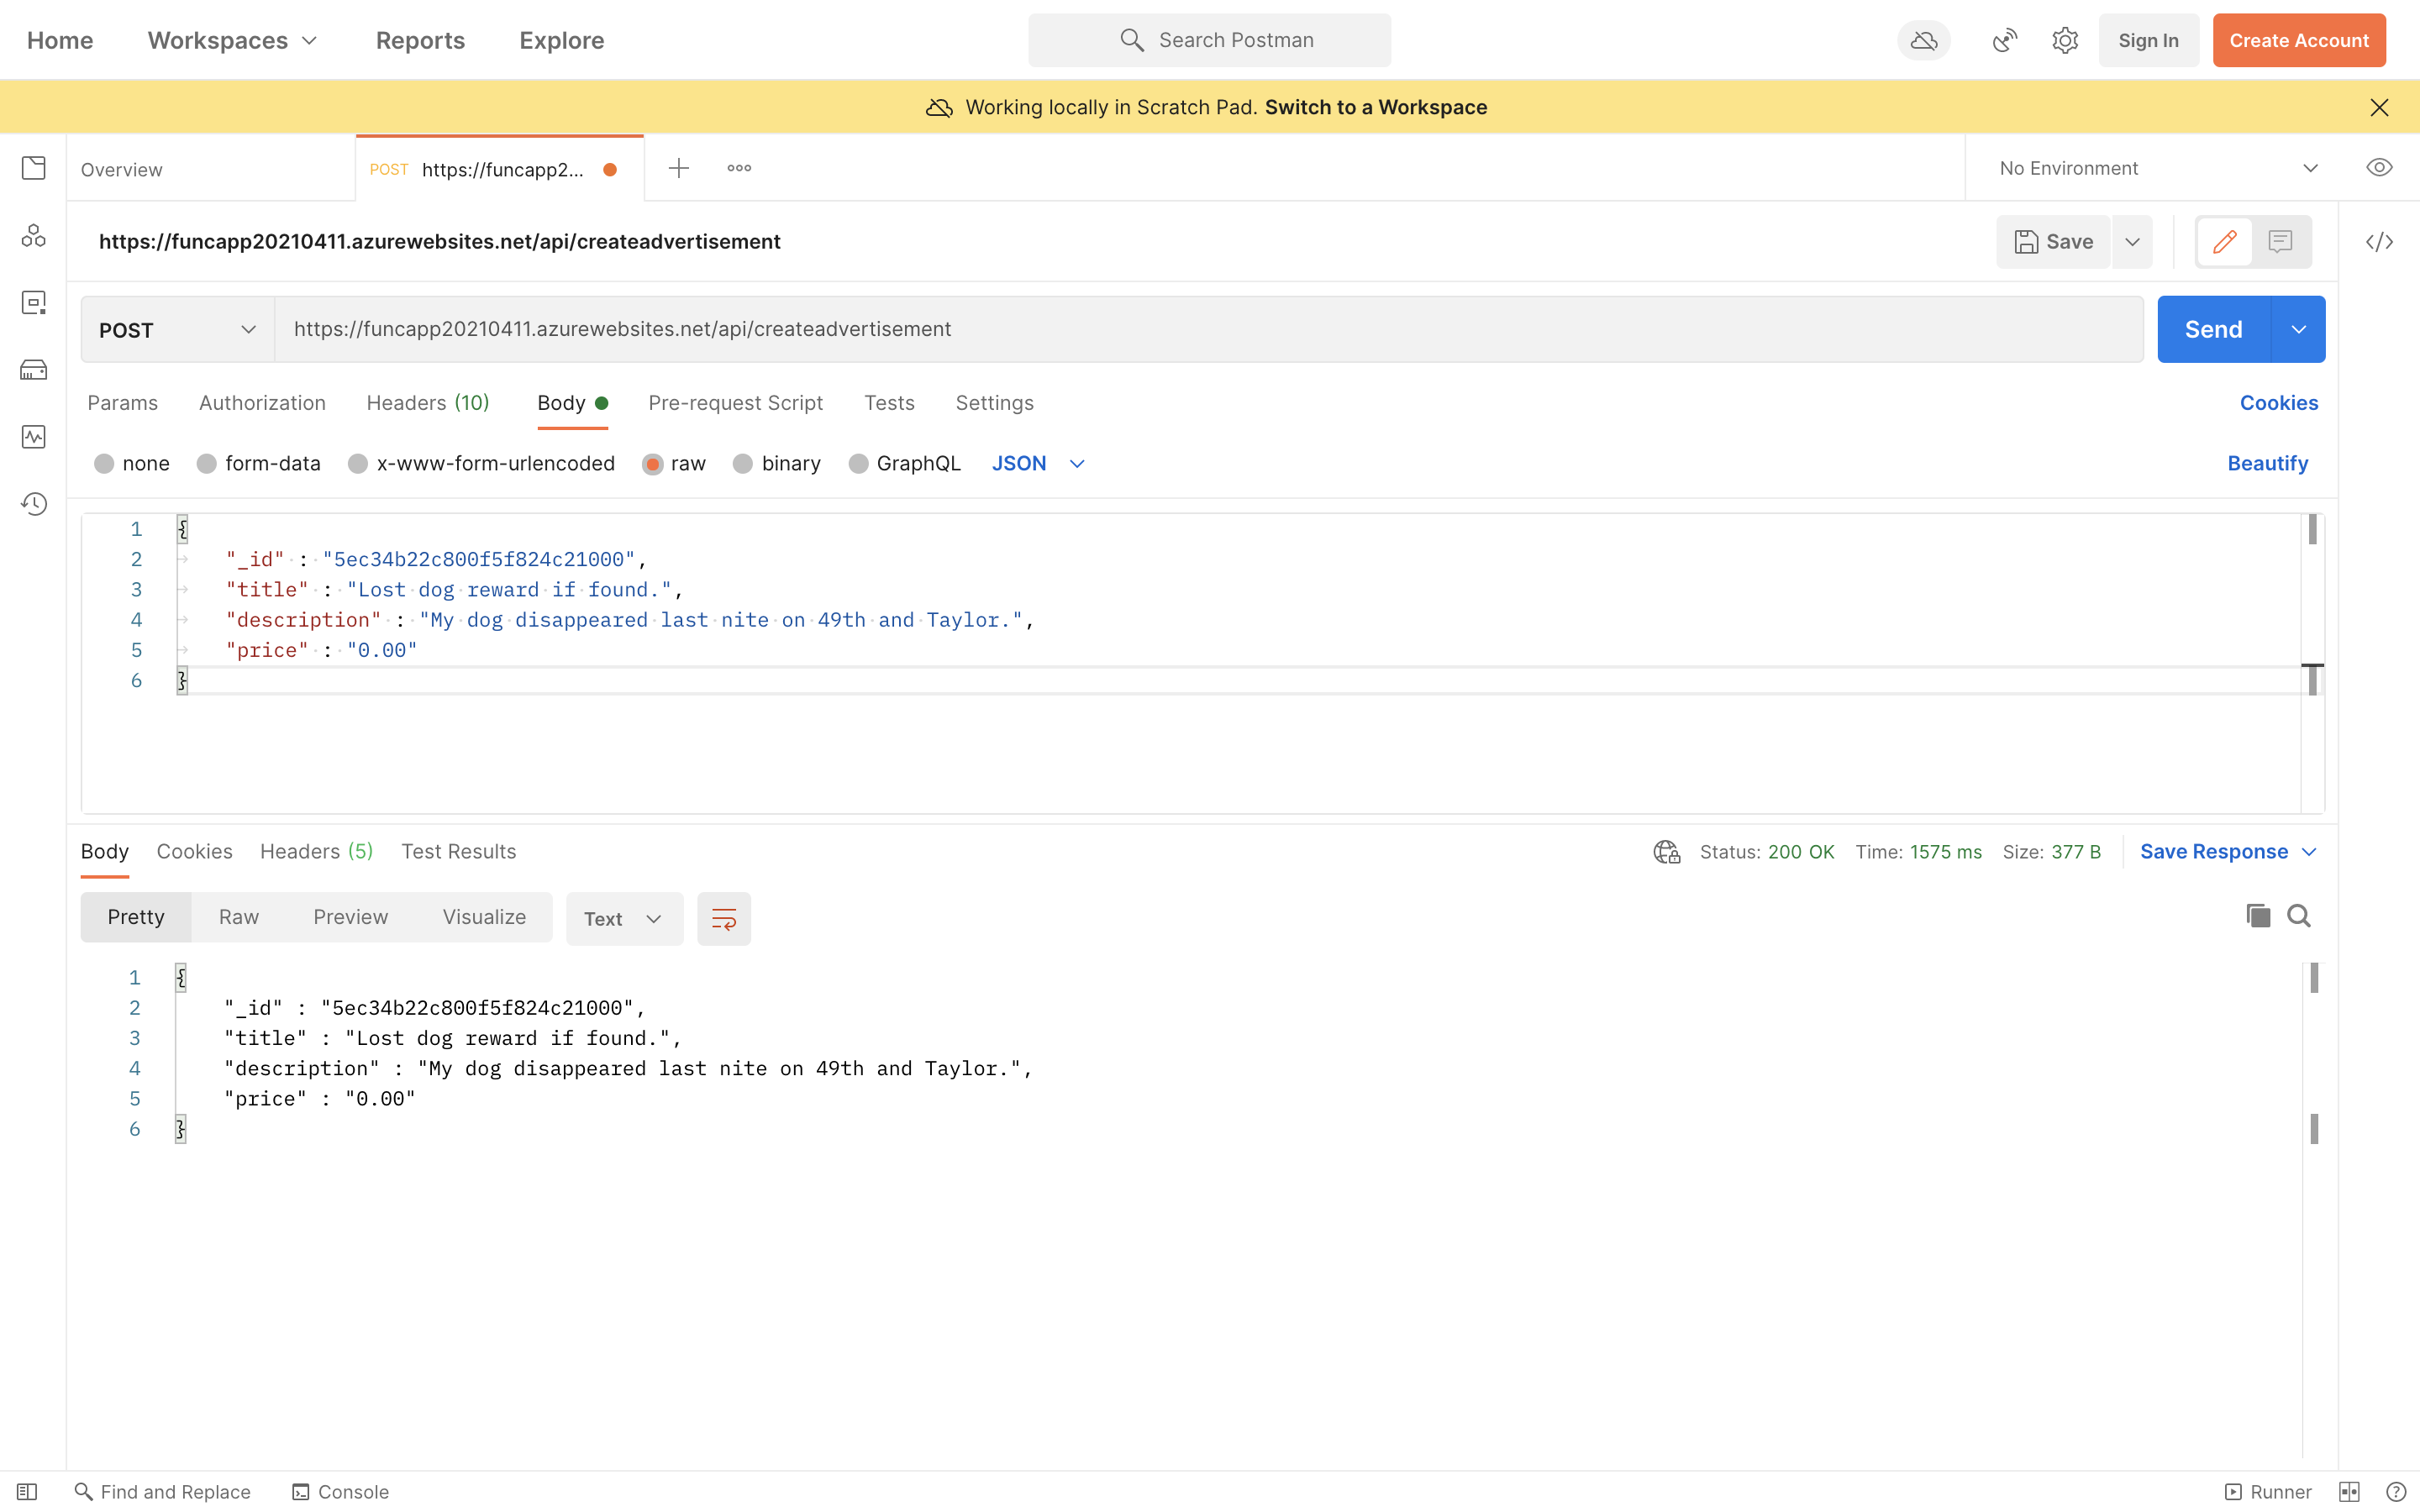 Home Workspaces Reports Explore Search Postman Sign In Create Account
Working locally in Scratch Pad. Switch to a Workspace
Overview POST https://funcapp2... No Environment
https://funcapp20210411.azurewebsites.net/api/createadvertisement Save
POST https://funcapp20210411.azurewebsites.net/api/createadvertisement Send
Params Authorization Headers (10) Body Pre-request Script Tests Settings Cookies
none form-data x-www-form-urlencoded raw binary GraphQL JSON Beautify
1 {
2 "_id" : "5ec34b22c800f5f824c21000",
3 "title" : "Lost dog reward if found.",
4 "description" : "My dog disappeared last nite on 49th and Taylor.",
5 "price" : "0.00"
6 }
Body Cookies Headers (5) Test Results Status: 200 OK Time: 1575 ms Size: 377 B Save Response
Pretty Raw Preview Visualize Text
1 {
2 "_id" : "5ec34b22c800f5f824c21000",
3 "title" : "Lost dog reward if found.",
4 "description" : "My dog disappeared last nite on 49th and Taylor.",
5 "price" : "0.00"
6 }
Find and Replace Console Runner